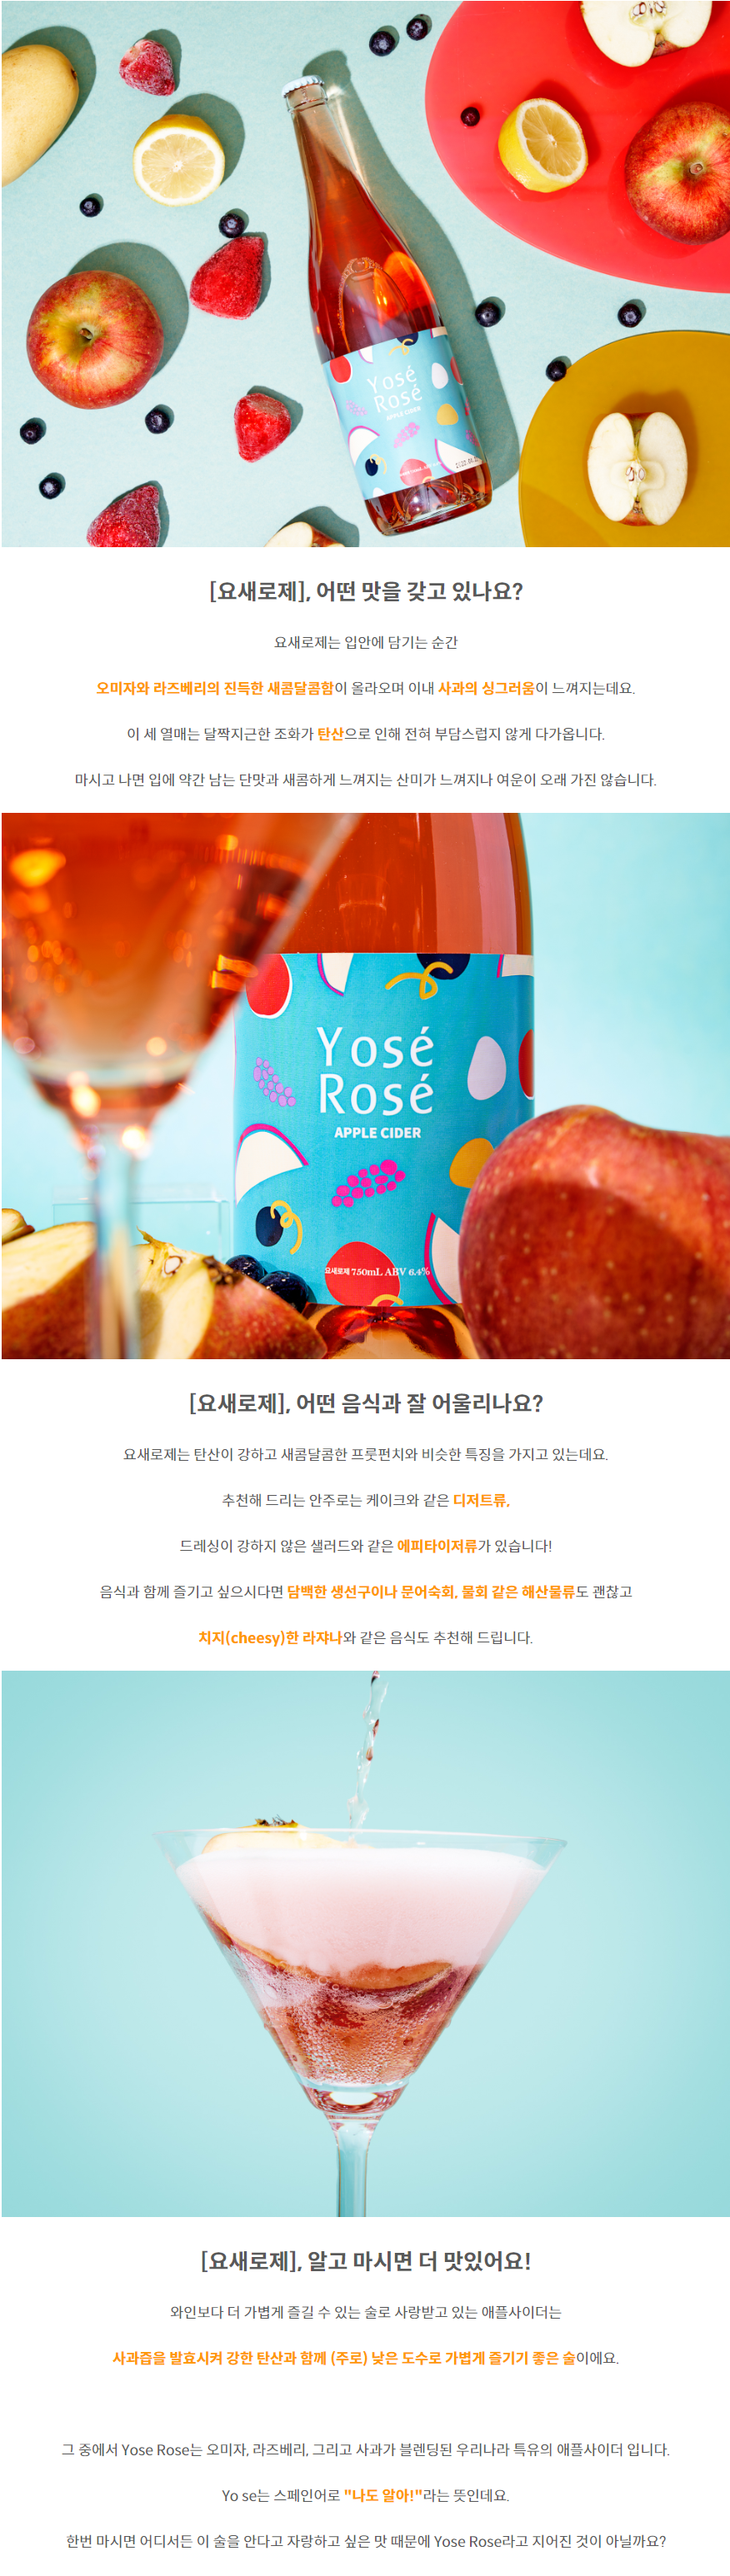 Yosé
Rosé
APPLE CIDER
[요새로제], 어떤 맛을 갖고 있나요?
요새로제는 입안에 담기는 순간
오미자와 라즈베리의 진득한 새콤달콤함이 올라오며 이내 사과의 싱그러움이 느껴지는데요.
이 세 열매는 달짝지근한 조화가 탄산으로 인해 전혀 부담스럽지 않게 다가옵니다.
마시고 나면 입에 약간 남는 단맛과 새콤하게 느껴지는 산미가 느껴지나 여운이 오래 가진 않습니다.
Yosé
Rosé
APPLE CIDER
요새로제 750mL ABV 6.4%
[요새로제], 어떤 음식과 잘 어울리나요?
요새로제는 탄산이 강하고 새콤달콤한 프룻펀치와 비슷한 특징을 가지고 있는데요.
추천해 드리는 안주로는 케이크와 같은 디저트류,
드레싱이 강하지 않은 샐러드와 같은 에피타이저류가 있습니다!
음식과 함께 즐기고 싶으시다면 담백한 생선구이나 문어숙회, 물회 같은 해산물류도 괜찮고
치지(cheesy)한 라쟈냐와 같은 음식도 추천해 드립니다.
[요새로제], 알고 마시면 더 맛있어요!
와인보다 더 가볍게 즐길 수 있는 술로 사랑받고 있는 애플사이더는
사과즙을 발효시켜 강한 탄산과 함께 (주로) 낮은 도수로 가볍게 즐기기 좋은 술이에요.
그 중에서 Yose Rose는 오미자, 라즈베리, 그리고 사과가 블렌딩된 우리나라 특유의 애플사이더 입니다.
Yo se는 스페인어로 "나도 알아!"라는 뜻인데요.
한번 마시면 어디서든 이 술을 안다고 자랑하고 싶은 맛 때문에 Yose Rose라고 지어진 것이 아닐까요?